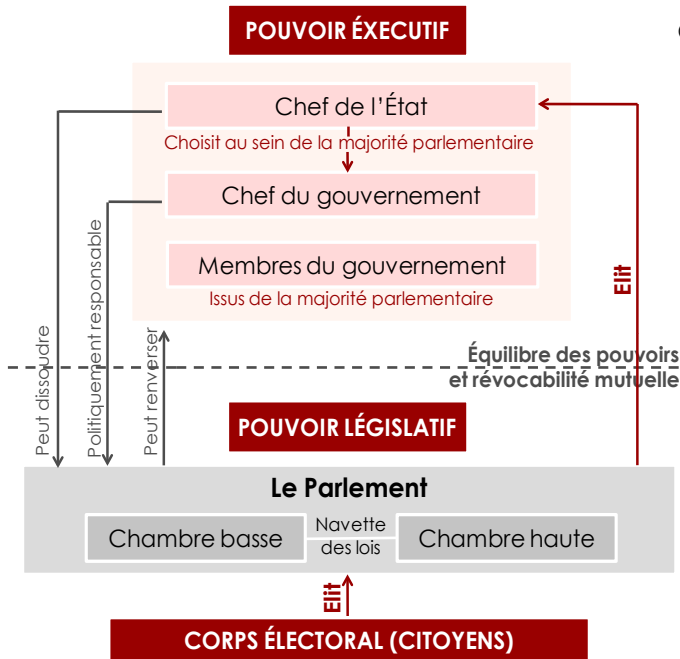 POUVOIR ÉXECUTIF
Chef de l'État
Choisit au sein de la majorité parlementaire
Chef du gouvernement
Membres du gouvernement
Issus de la majorité parlementaire
Elit
Peut dissoudre
Politiquement responsable
Peut renverser
Équilibre des pouvoirs
et révocabilité mutuelle
POUVOIR LÉGISLATIF
Le Parlement
Chambre basse
Navette
des lois
Chambre haute
Elit
CORPS ÉLECTORAL (CITOYENS)